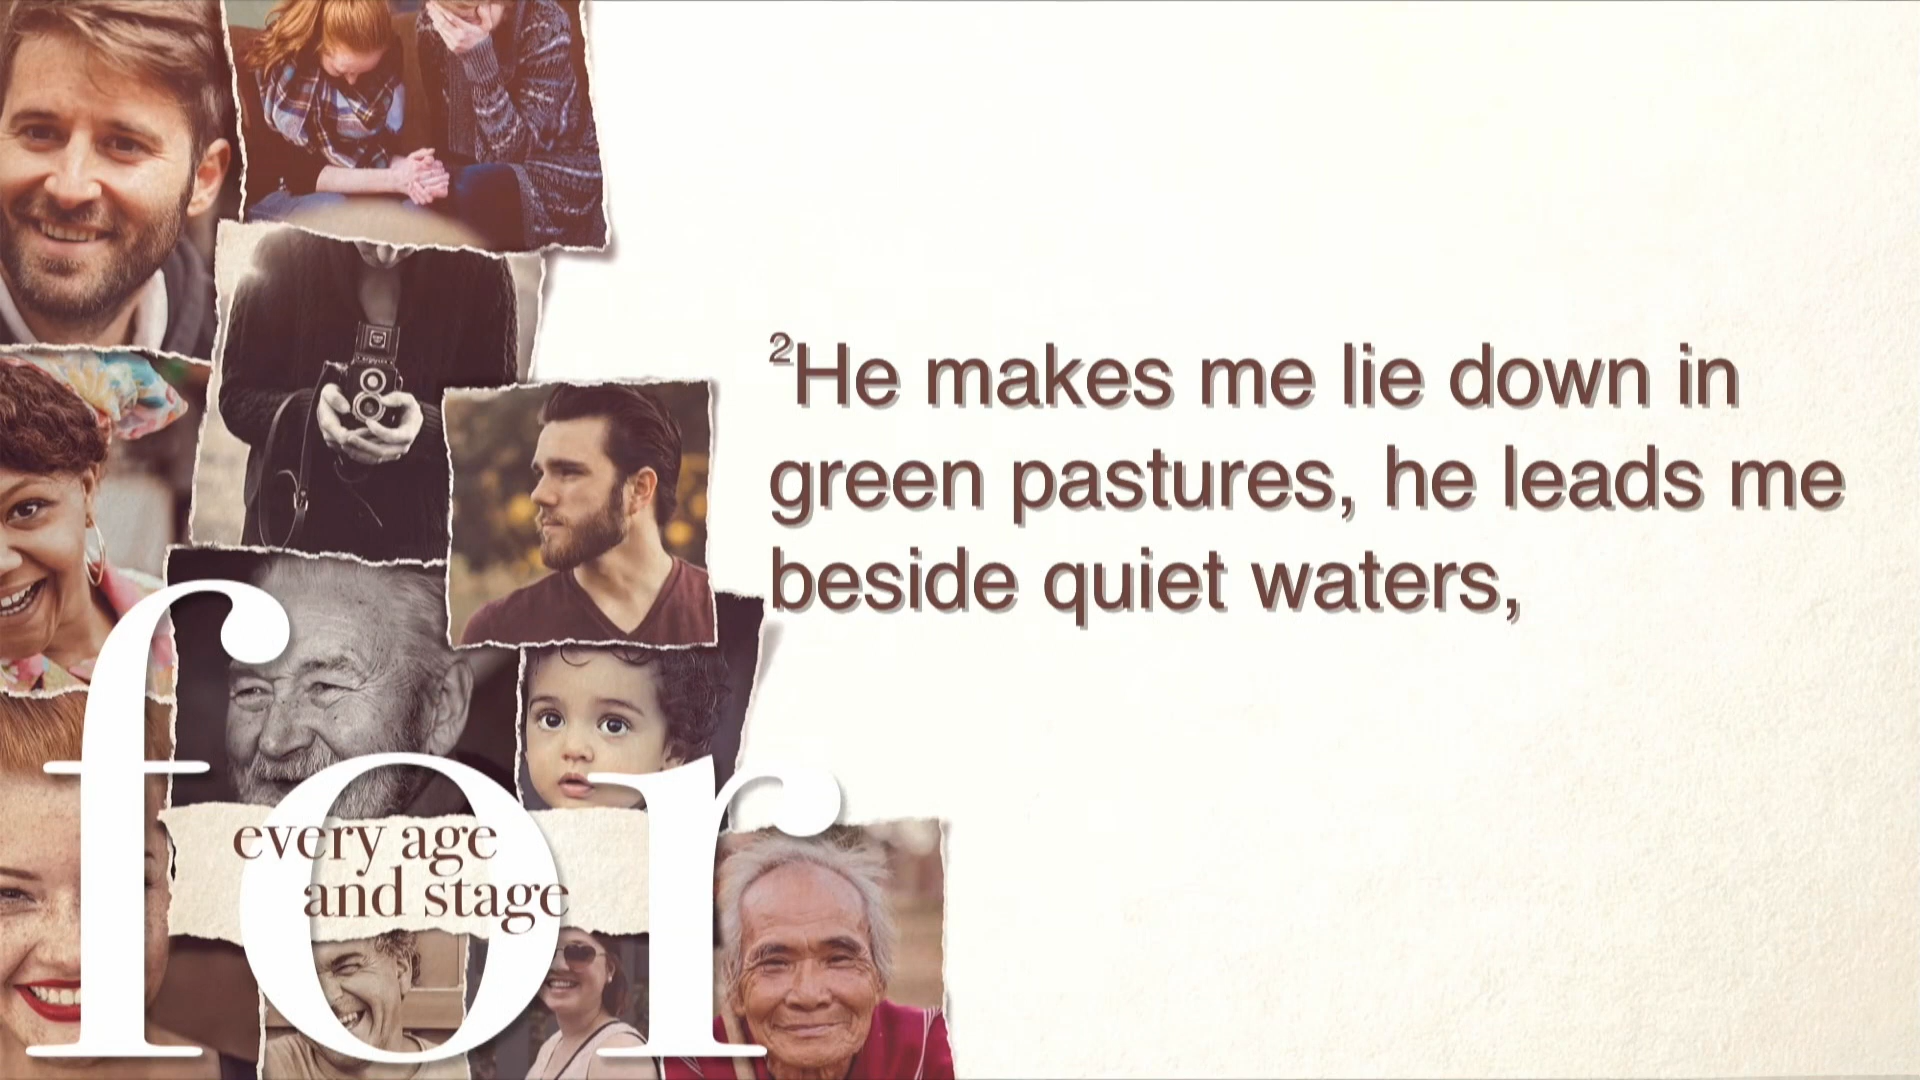 ²He makes me lie down in
green pastures, he leads me
beside quiet waters,
for
every age
and stage